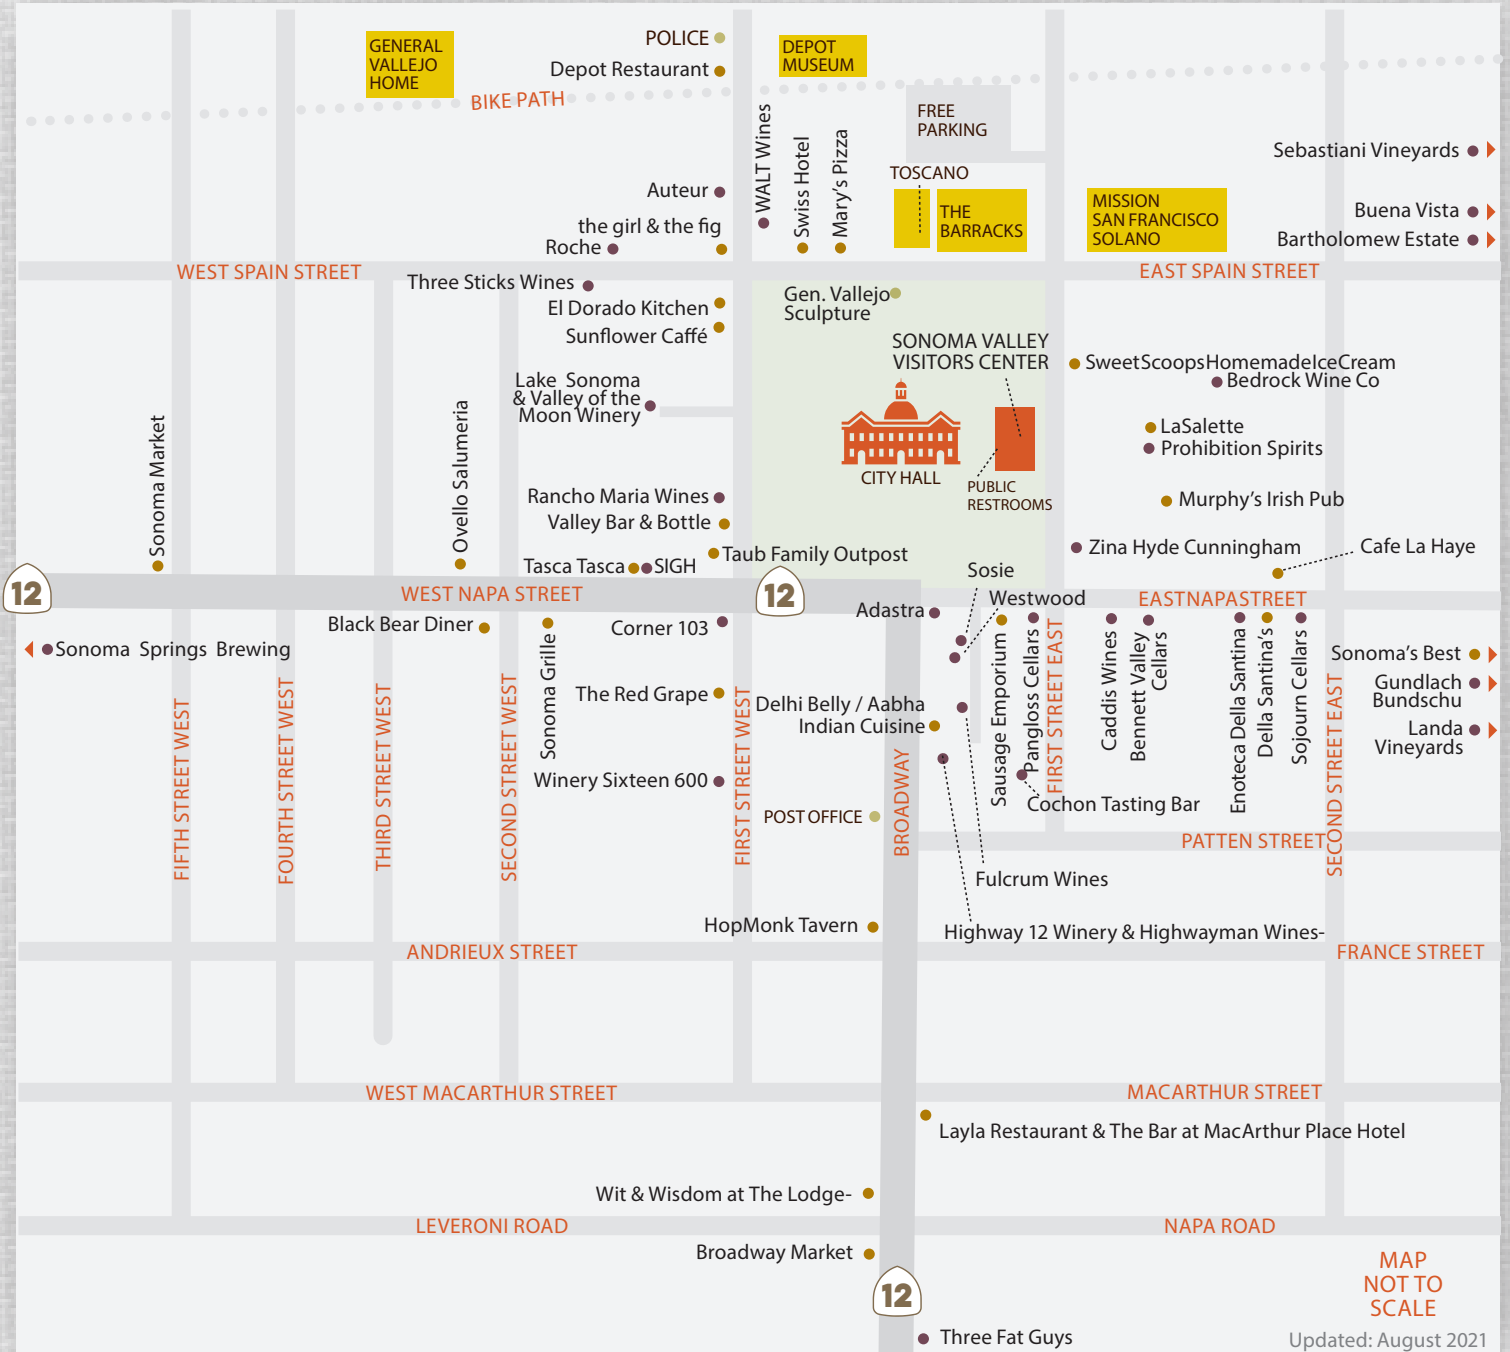 POLICE
Depot Restaurant
GENERAL
VALLEJO
HOME
BIKE PATH
DEPOT
MUSEUM
FREE
PARKING
WALT Wines
Swiss Hotel
Mary's Pizza
TOSCANO
THE
BARRACKS
MISSION
SAN FRANCISCO
SOLANO
Sebastiani Vineyards
Buena Vista
Bartholomew Estate
Auteur
the girl & the fig
Roche
WEST SPAIN STREET
EAST SPAIN STREET
Three Sticks Wines
El Dorado Kitchen
Sunflower Caffé
Gen. Vallejo
Sculpture
SONOMA VALLEY
VISITORS CENTER
SweetScoopsHomemadeIceCream
Bedrock Wine Co
Lake Sonoma
& Valley of the
Moon Winery
LaSalette
Prohibition Spirits
CITY HALL
PUBLIC
RESTROOMS
Sonoma Market
Ovello Salumeria
Rancho Maria Wines
Valley Bar & Bottle
Murphy's Irish Pub
Taub Family Outpost
Tasca Tasca
SIGH
Zina Hyde Cunningham
Cafe La Haye
12
WEST NAPA STREET
12
Sosie
Westwood
EASTNAPASTREET
Adastra
Black Bear Diner
Corner 103
Sonoma Springs Brewing
Sonoma Grille
The Red Grape
Delhi Belly / Aabha
Indian Cuisine
Winery Sixteen 600
Sausage Emporium
Pangloss Cellars
FIRST STREET EAST
Caddis Wines
Bennett Valley
Cellars
Enoteca Della Santina
Della Santina's
Sojourn Cellars
SECOND STREET EAST
Sonoma's Best
Gundlach
Bundschu
Landa
Vineyards
FIFTH STREET WEST
FOURTH STREET WEST
THIRD STREET WEST
SECOND STREET WEST
FIRST STREET WEST
BROADWAY
POST OFFICE
Cochon Tasting Bar
PATTEN STREET
Fulcrum Wines
HopMonk Tavern
Highway 12 Winery & Highwayman Wines-
ANDRIEUX STREET
FRANCE STREET
WEST MACARTHUR STREET
MACARTHUR STREET
Layla Restaurant & The Bar at MacArthur Place Hotel
Wit & Wisdom at The Lodge-
LEVERONI ROAD
NAPA ROAD
Broadway Market
12
MAP
NOT TO
SCALE
Three Fat Guys
Updated: August 2021